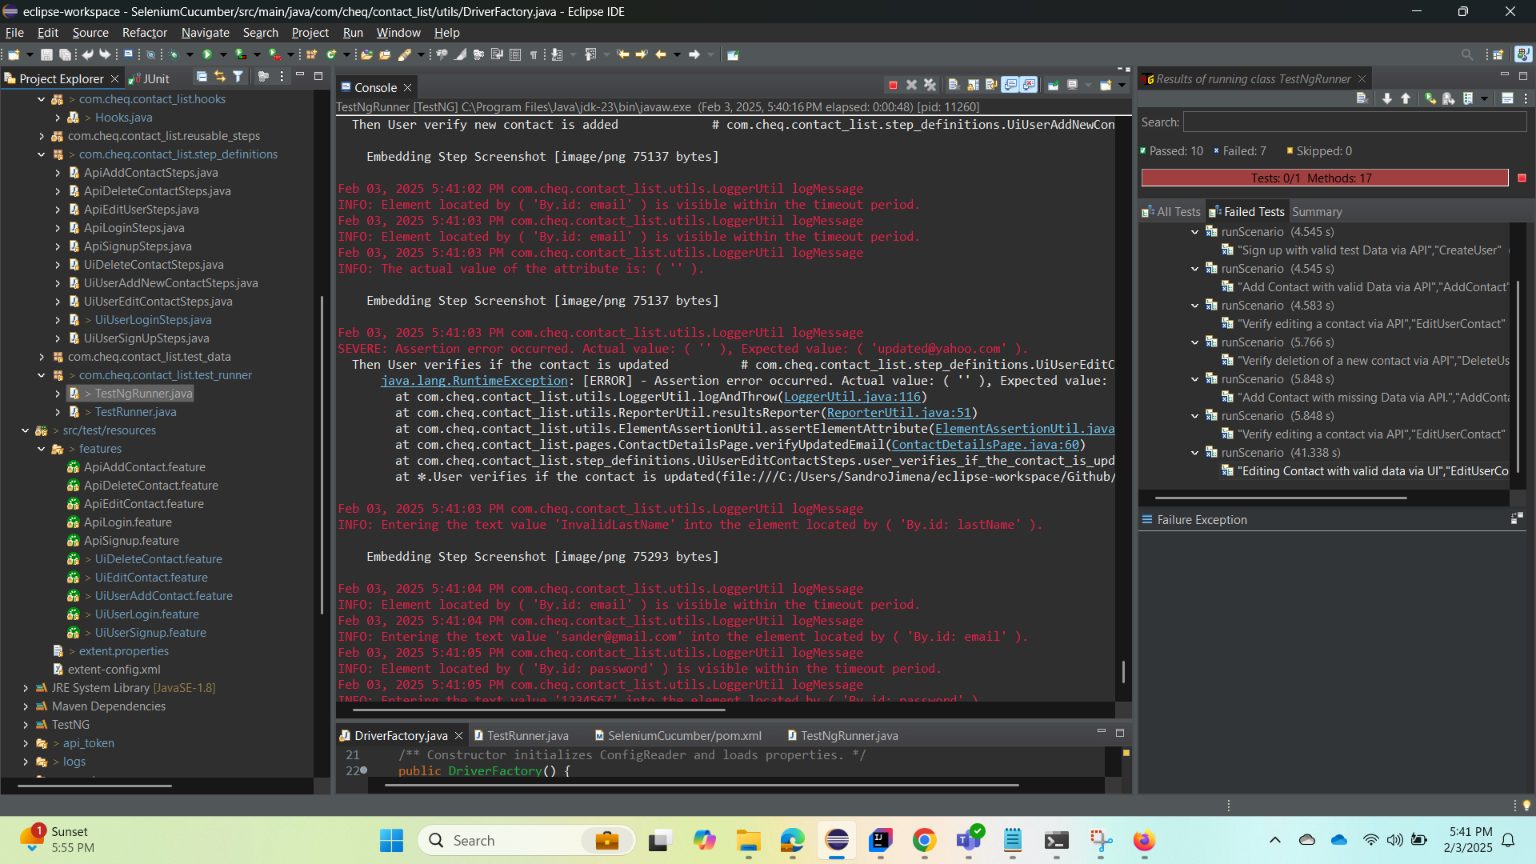 eclipse-workspace - SeleniumCucumber/src/main/java/com/cheq/contact_list/utils/DriverFactory.java - Eclipse IDE
File Edit Source Refactor Navigate Search Project Run Window Help
Project Explorer
JUnit
com.cheq.contact_list.hooks
> Hooks.java
com.cheq.contact_list.reusable_steps
> com.cheq.contact_list.step_definitions
ApiAddContactSteps.java
ApiDeleteContactSteps.java
ApiEditUserSteps.java
ApiLoginSteps.java
ApiSignupSteps.java
UiDeleteContactSteps.java
UiUserAddNewContactSteps.java
UiUserEditContactSteps.java
> UiUserLoginSteps.java
UiUserSignUpSteps.java
com.cheq.contact_list.test_data
> com.cheq.contact_list.test_runner
> TestNgRunner.java
> TestRunner.java
> src/test/resources
> features
ApiAddContact.feature
ApiDeleteContact.feature
ApiEditContact.feature
ApiLogin.feature
ApiSignup.feature
> UiDeleteContact.feature
> UiEditContact.feature
> UiUserAddContact.feature
> UiUserLogin.feature
> UiUserSignup.feature
> extent.properties
extent-config.xml
JRE System Library [JavaSE-1.8]
Maven Dependencies
TestNG
> api_token
> logs
Console
TestNgRunner [TestNG] C:\Program Files\Java\jdk-23\bin\javaw.exe (Feb 3, 2025, 5:40:16 PM elapsed: 0:00:48) [pid: 11260]
Then User verify new contact is added # com.cheq.contact_list.step_definitions.UiUserAddNewCon
Embedding Step Screenshot [image/png 75137 bytes]
Feb 03, 2025 5:41:02 PM com.cheq.contact_list.utils.LoggerUtil logMessage
INFO: Element located by ( 'By.id: email' ) is visible within the timeout period.
Feb 03, 2025 5:41:03 PM com.cheq.contact_list.utils.LoggerUtil logMessage
INFO: Element located by ( 'By.id: email' ) is visible within the timeout period.
Feb 03, 2025 5:41:03 PM com.cheq.contact_list.utils.LoggerUtil logMessage
INFO: The actual value of the attribute is: ( '' ).
Embedding Step Screenshot [image/png 75137 bytes]
Feb 03, 2025 5:41:03 PM com.cheq.contact_list.utils.LoggerUtil logMessage
SEVERE: Assertion error occurred. Actual value: ( '' ), Expected value: ( 'updated@yahoo.com' ).
Then User verifies if the contact is updated # com.cheq.contact_list.step_definitions.UiUserEditC
java.lang.RuntimeException: [ERROR] - Assertion error occurred. Actual value: ( '' ), Expected value:
at com.cheq.contact_list.utils.LoggerUtil.logAndThrow(LoggerUtil.java:116)
at com.cheq.contact_list.utils.ReporterUtil.resultsReporter(ReporterUtil.java:51)
at com.cheq.contact_list.utils.ElementAssertionUtil.assertElementAttribute(ElementAssertionUtil.java
at com.cheq.contact_list.pages.ContactDetailsPage.verifyUpdatedEmail(ContactDetailsPage.java:60)
at com.cheq.contact_list.step_definitions.UiUserEditContactSteps.user_verifies_if_the_contact_is_upd
at ✽.User verifies if the contact is updated(file:///C:/Users/SandroJimena/eclipse-workspace/Github/
Feb 03, 2025 5:41:03 PM com.cheq.contact_list.utils.LoggerUtil logMessage
INFO: Entering the text value 'InvalidLastName' into the element located by ( 'By.id: lastName' ).
Embedding Step Screenshot [image/png 75293 bytes]
Feb 03, 2025 5:41:04 PM com.cheq.contact_list.utils.LoggerUtil logMessage
INFO: Element located by ( 'By.id: email' ) is visible within the timeout period.
Feb 03, 2025 5:41:04 PM com.cheq.contact_list.utils.LoggerUtil logMessage
INFO: Entering the text value 'sander@gmail.com' into the element located by ( 'By.id: email' ).
Feb 03, 2025 5:41:05 PM com.cheq.contact_list.utils.LoggerUtil logMessage
INFO: Element located by ( 'By.id: password' ) is visible within the timeout period.
Feb 03, 2025 5:41:05 PM com.cheq.contact_list.utils.LoggerUtil logMessage
INFO: Entering the text value '1234567' into the element located by ( 'By.id: password' )
DriverFactory.java
TestRunner.java
SeleniumCucumber/pom.xml
TestNgRunner.java
21 /** Constructor initializes ConfigReader and loads properties. */
22 public DriverFactory() {
Results of running class TestNgRunner
Search:
Passed: 10 Failed: 7 Skipped: 0
Tests: 0/1 Methods: 17
All Tests Failed Tests Summary
runScenario (4.545 s)
"Sign up with valid test Data via API","CreateUser"
runScenario (4.545 s)
"Add Contact with valid Data via API","AddContact"
runScenario (4.583 s)
"Verify editing a contact via API","EditUserContact"
runScenario (5.766 s)
"Verify deletion of a new contact via API","DeleteUs
runScenario (5.848 s)
"Add Contact with missing Data via API.","AddConta
runScenario (5.848 s)
"Verify editing a contact via API","EditUserContact"
runScenario (41.338 s)
"Editing Contact with valid data via UI","EditUserCo
Failure Exception
1
Sunset
5:55 PM
Search
5:41 PM
2/3/2025